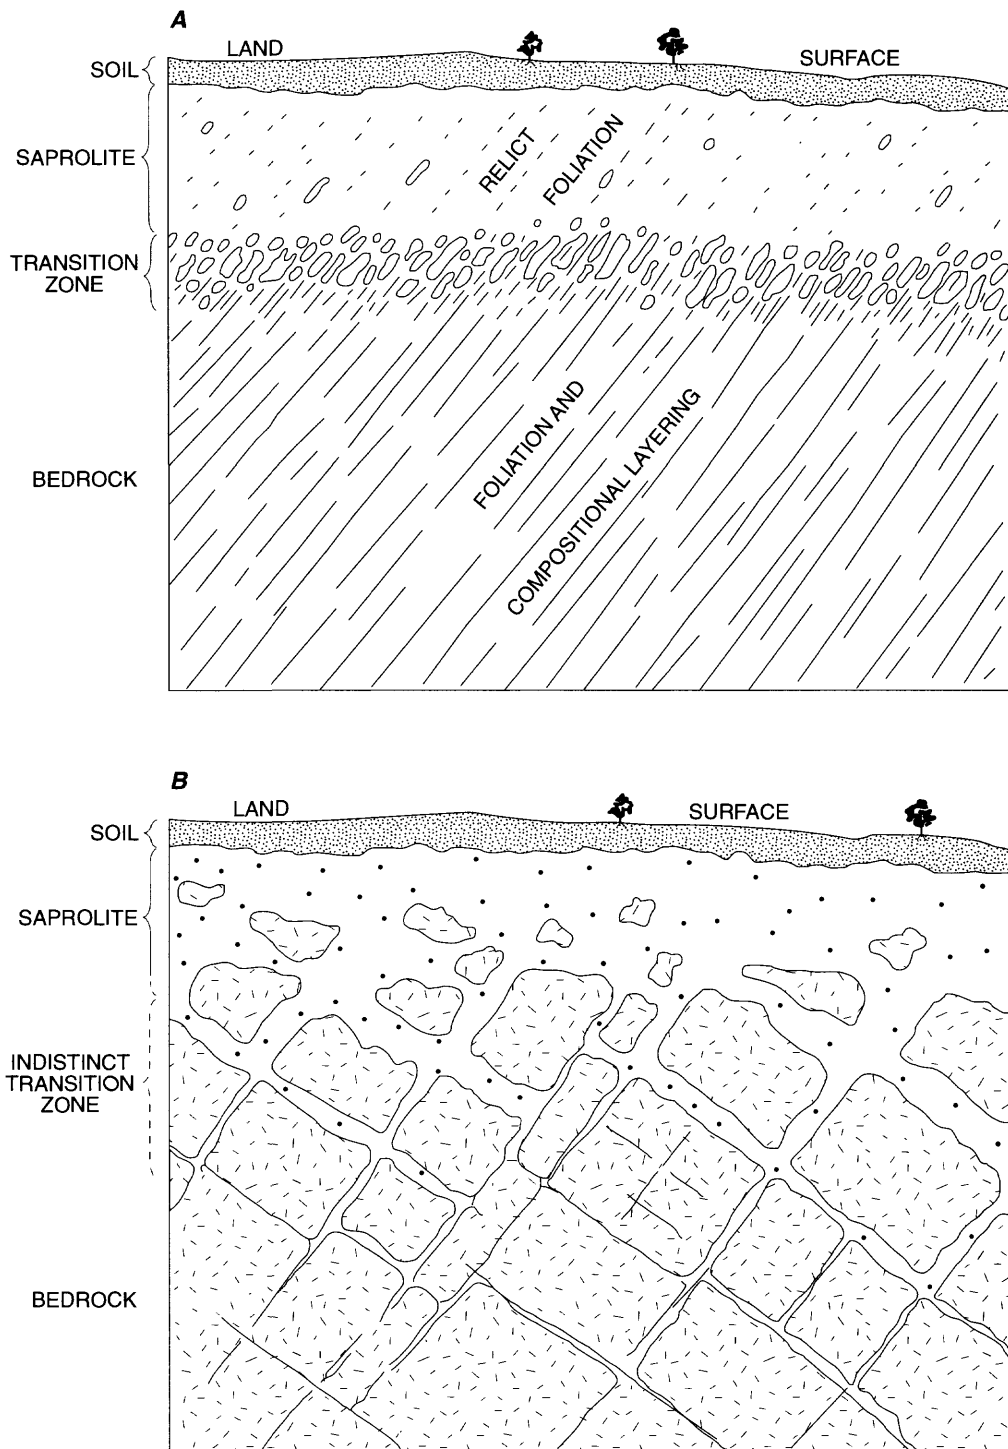 A
LAND
SURFACE
SOIL
SAPROLITE
RELICT
FOLIATION
TRANSITION
ZONE
FOLIATION AND
COMPOSITIONAL LAYERING
BEDROCK
B
LAND
SURFACE
SOIL
SAPROLITE
INDISTINCT
TRANSITION
ZONE
BEDROCK